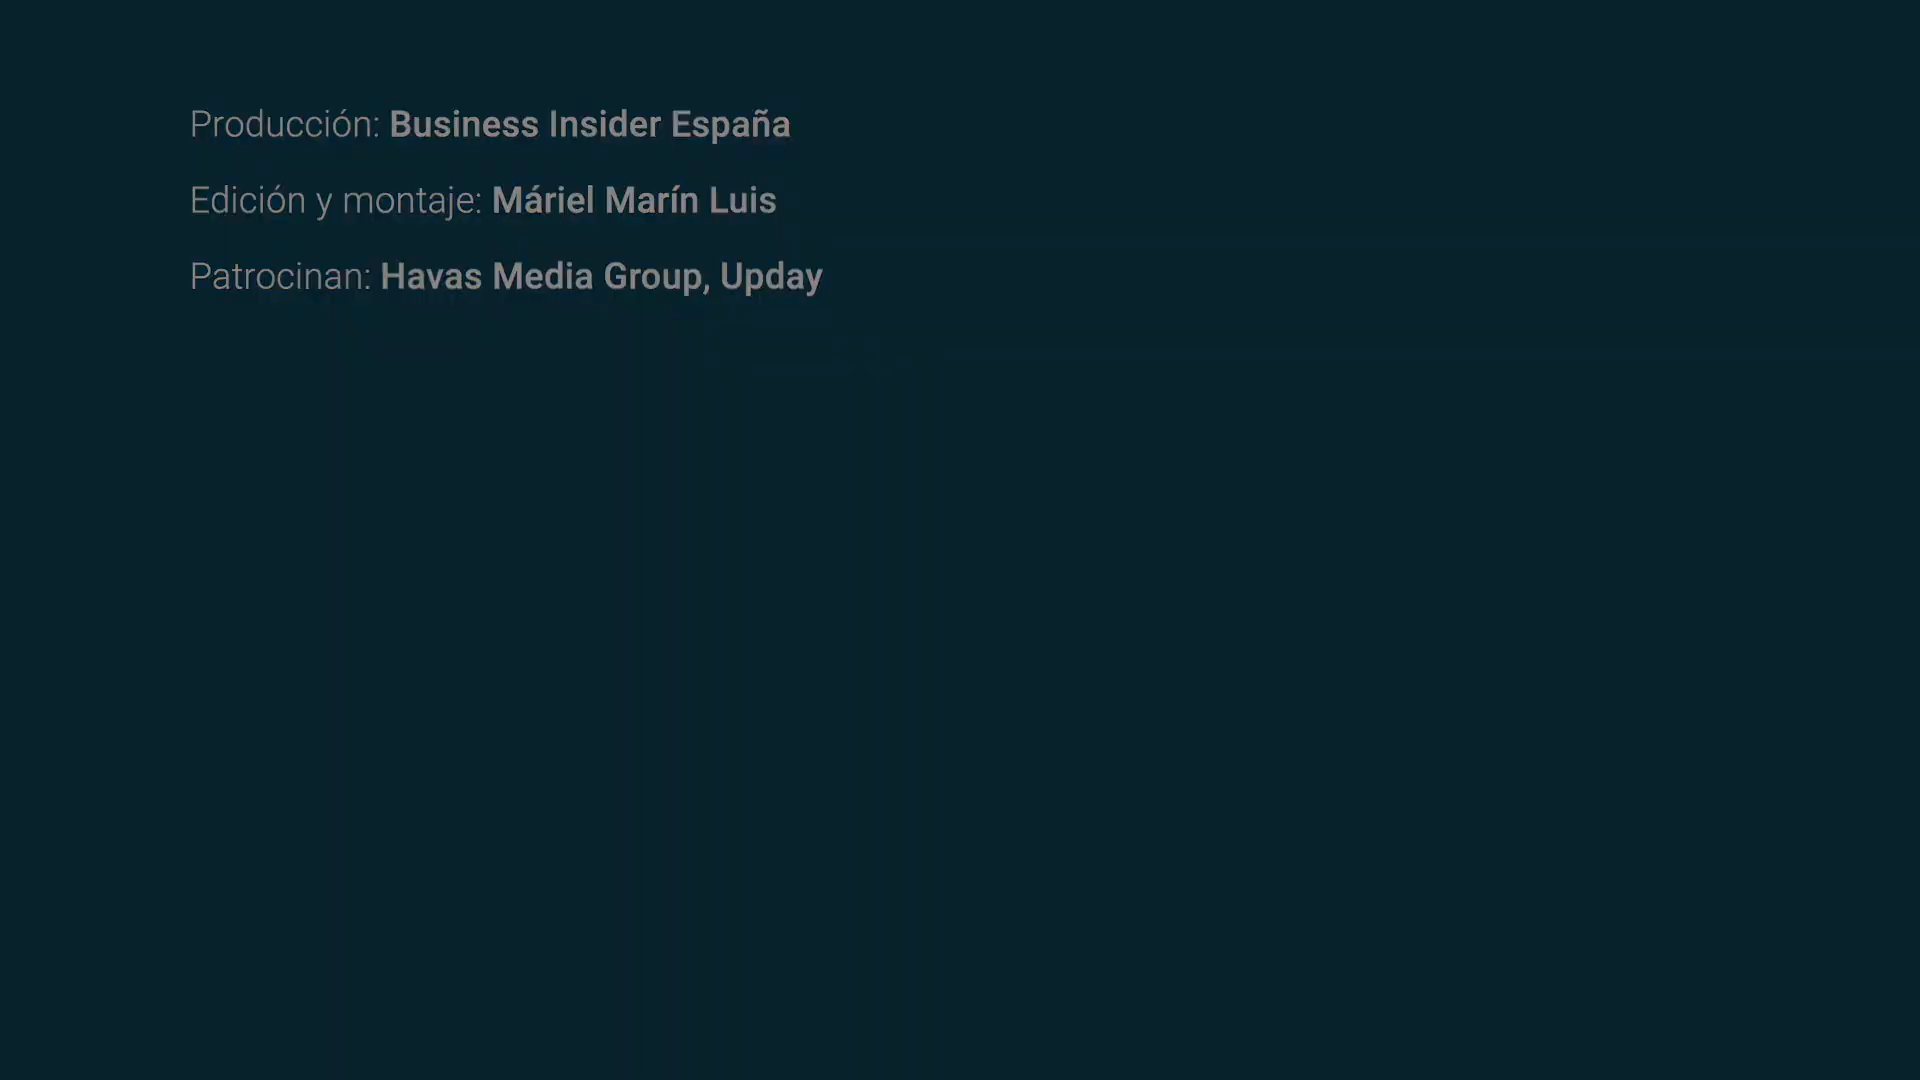 Producción: Business Insider España
Edición y montaje: Máriel Marín Luis
Patrocinan: Havas Media Group, Upday